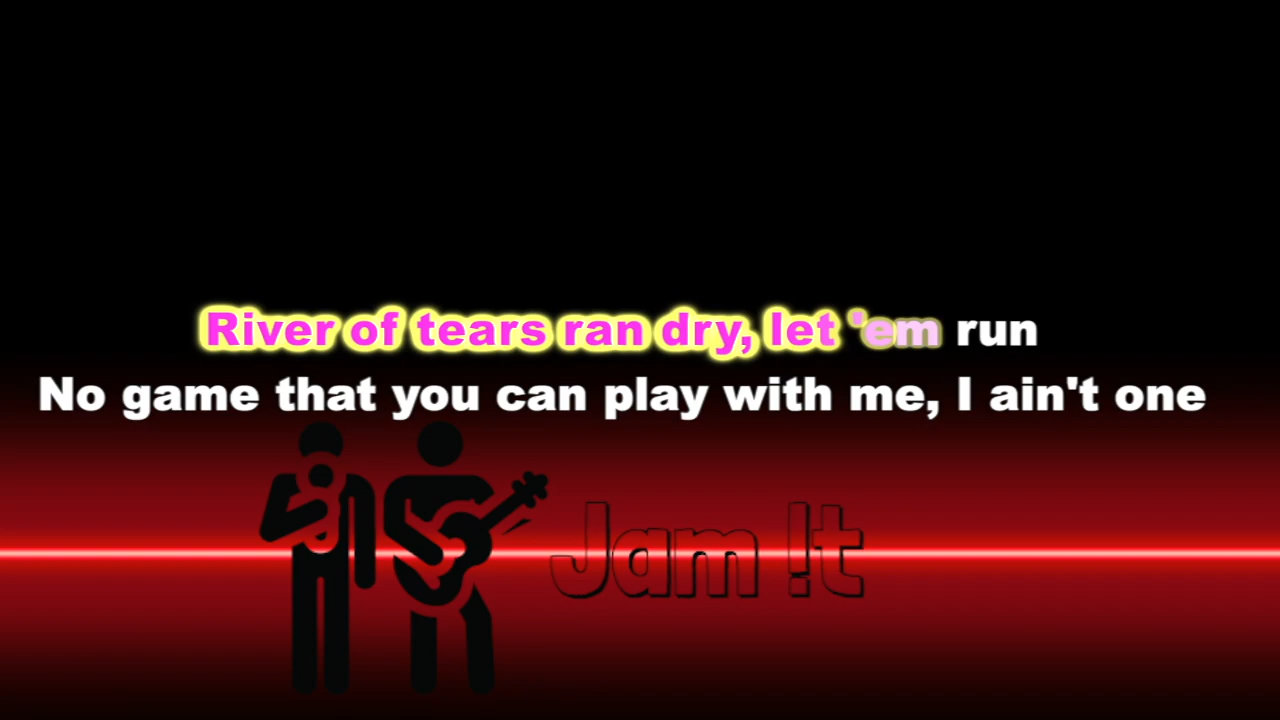 River of tears ran dry, let 'em run
No game that you can play with me, I ain't one
Jam !t